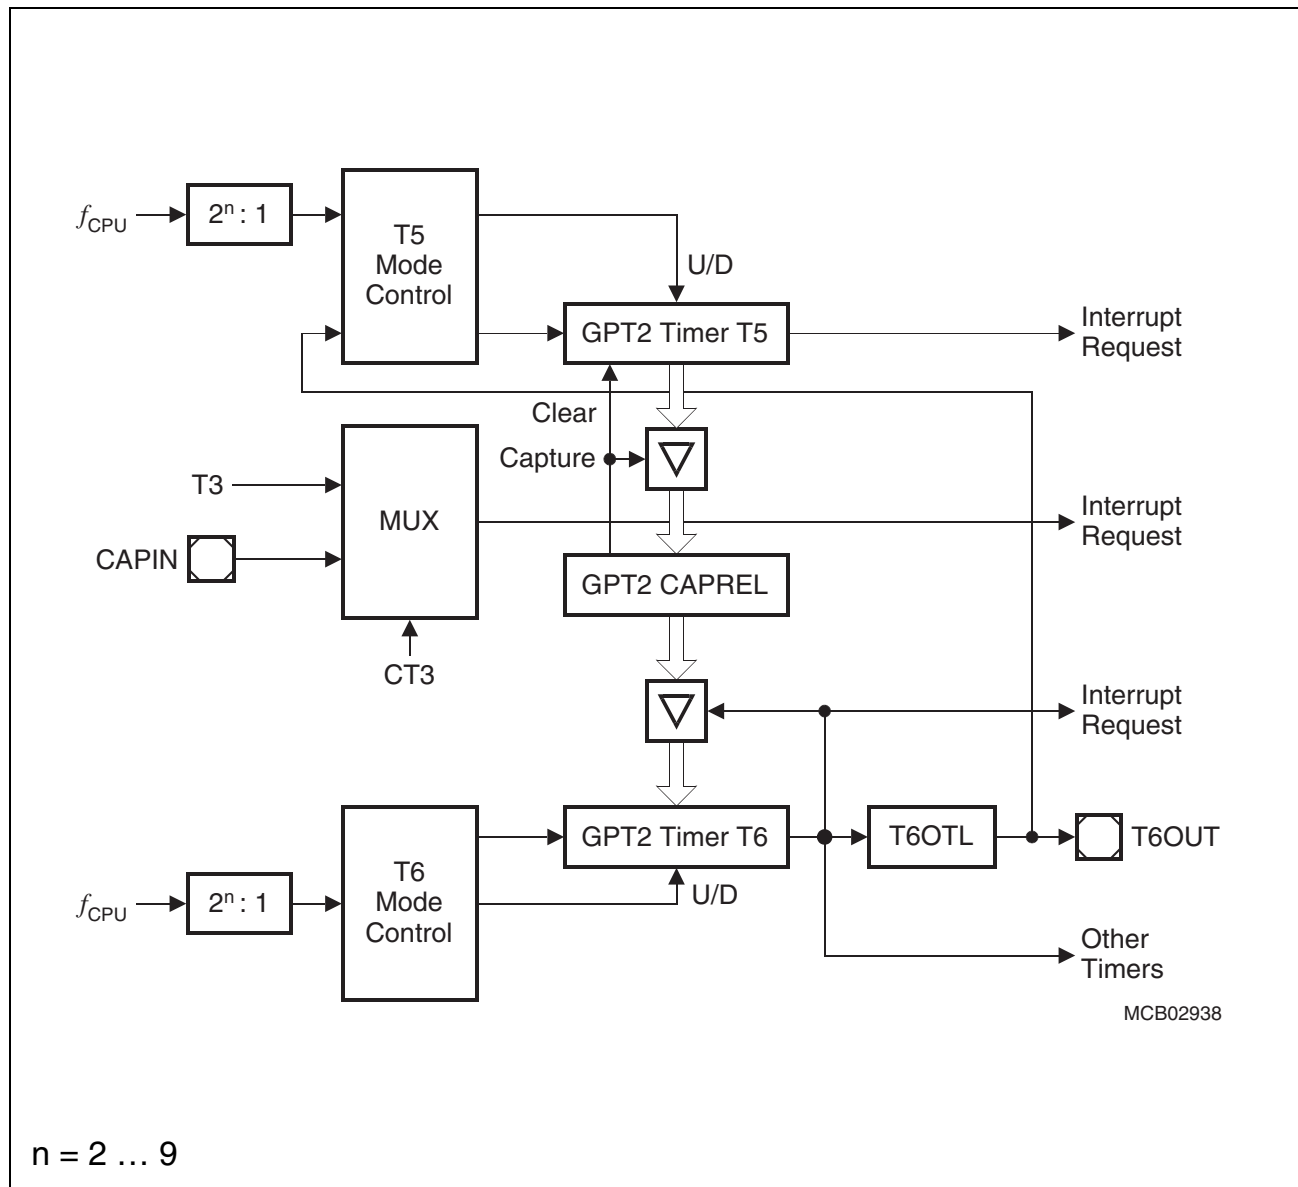 fCPU
2ⁿ : 1
T5
Mode
Control
U/D
GPT2 Timer T5
Interrupt
Request
Clear
Capture
T3
MUX
CAPIN
Interrupt
Request
GPT2 CAPREL
CT3
Interrupt
Request
GPT2 Timer T6
T6OTL
T6OUT
fCPU
2ⁿ : 1
T6
Mode
Control
U/D
Other
Timers
MCB02938
n = 2 … 9